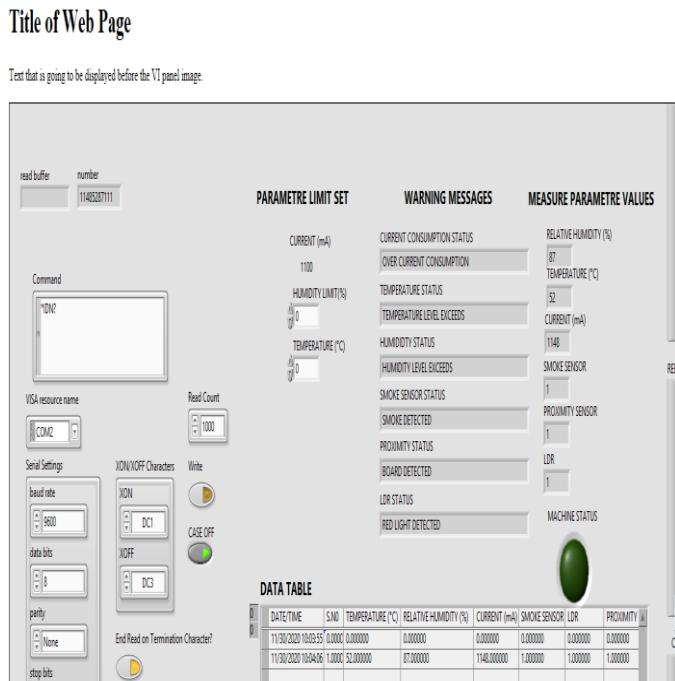 Title of Web Page
Text that is going to be displayed before the VI panel image.
read buffer
number
11485287111
PARAMETRE LIMIT SET
WARNING MESSAGES
MEASURE PARAMETRE VALUES
CURRENT (mA)
1100
HUMIDITY LIMIT(%)
0
TEMPERATURE (°C)
0
CURRENT CONSUMPTION STATUS
OVER CURRENT CONSUMPTION
TEMPERATURE STATUS
TEMPERATURE LEVEL EXCEEDS
HUMIDIDTY STATUS
HUMIDITY LEVEL EXCEEDS
SMOKE SENSOR STATUS
SMOKE DETECTED
PROXIMITY STATUS
BOARD DETECTED
LDR STATUS
RED LIGHT DETECTED
RELATIVE HUMIDITY (%)
87
TEMPERATURE (°C)
52
CURRENT (mA)
1148
SMOKE SENSOR
1
PROXIMITY SENSOR
1
LDR
1
MACHINE STATUS
Command
*IDN?
VISA resource name
COM2
Read Count
1000
Serial Settings
baud rate
9600
data bits
8
parity
None
stop bits
XON/XOFF Characters
XON
DC1
XOFF
DC3
Write
CASE OFF
End Read on Termination Character?
DATA TABLE
0
0
DATE/TIME S.N0 TEMPERATURE (°C) RELATIVE HUMIDITY (%) CURRENT (mA) SMOKE SENSOR LDR PROXIMITY
11/30/2020 10:03:55 0.0000 0.000000 0.000000 0.000000 0.000000 0.000000 0.000000
11/30/2020 10:04:06 1.0000 52.000000 87.000000 1148.000000 1.000000 1.000000 1.000000